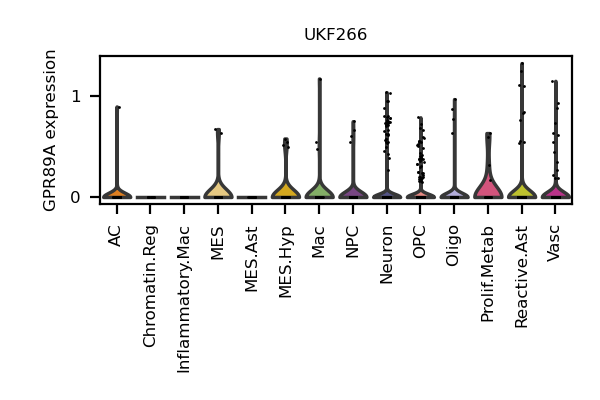 UKF266
GPR89A expression
1
0
AC
Chromatin.Reg
Inflammatory.Mac
MES
MES.Ast
MES.Hyp
Mac
NPC
Neuron
OPC
Oligo
Prolif.Metab
Reactive.Ast
Vasc